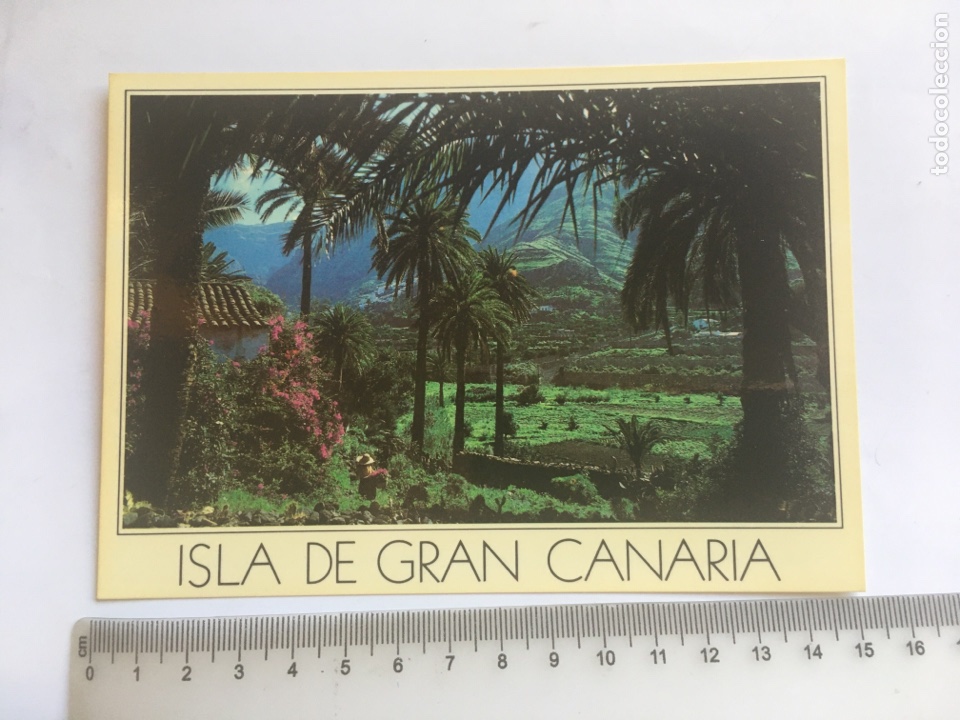 todocoleccion
ISLA DE GRAN CANARIA
cm
0 1 2 3 4 5 6 7 8 9 10 11 12 13 14 15 16